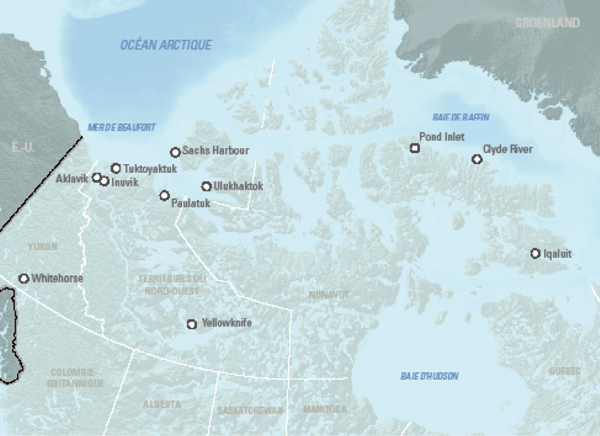 GROENLAND
OCÉAN ARCTIQUE
BAIE DE BAFFIN
MER DE BEAUFORT
Pond Inlet
É.-U.
Sachs Harbour
Clyde River
Tuktoyaktuk
Aklavik
Inuvik
Ulukhaktok
Paulatuk
YUKON
Iqaluit
Whitehorse
TERRITOIRES DU
NORD-OUEST
NUNAVUT
Yellowknife
COLOMBIE-
BRITANNIQUE
BAIE D'HUDSON
QUÉBEC
ALBERTA
SASKATCHEWAN
MANITOBA